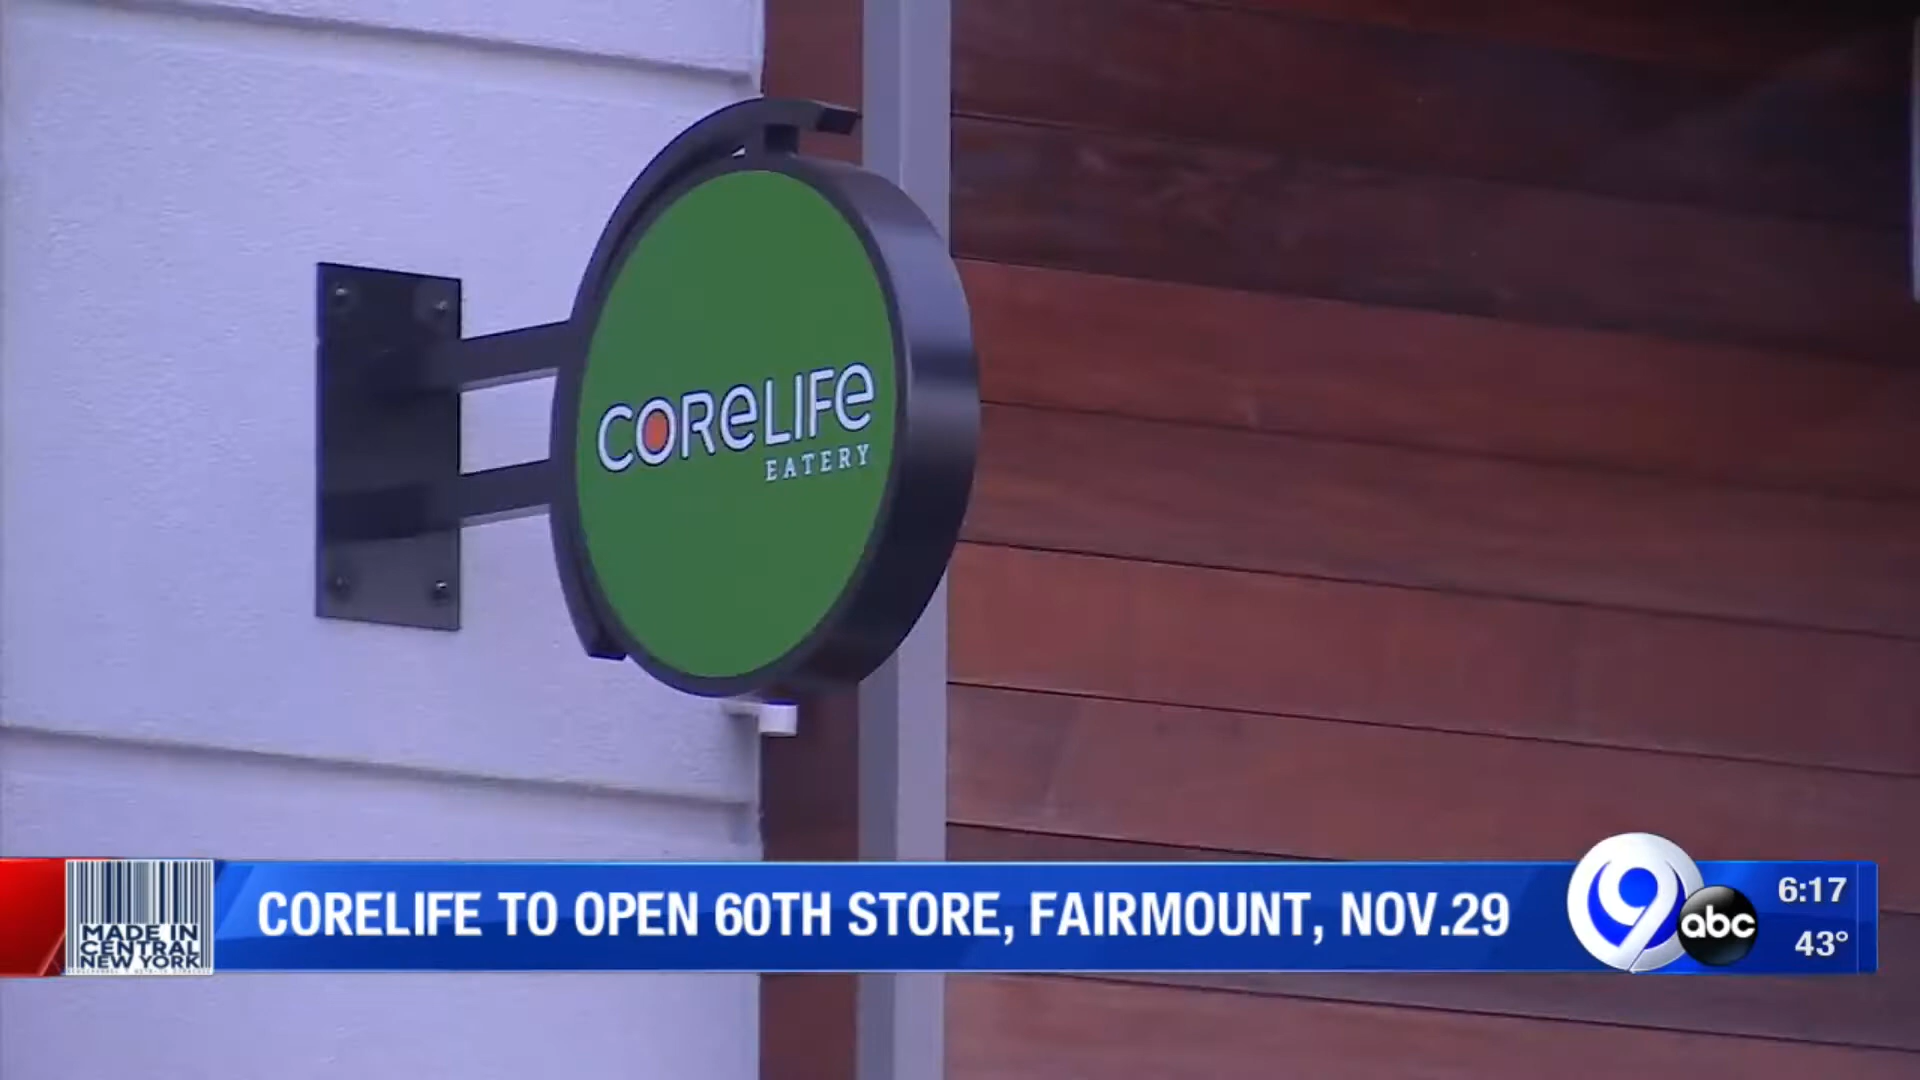 CORELIFE
EATERY
MADE IN
CENTRAL
NEW YORK
CORELIFE TO OPEN 60TH STORE, FAIRMOUNT, NOV.29
9
abc
6:17
43°